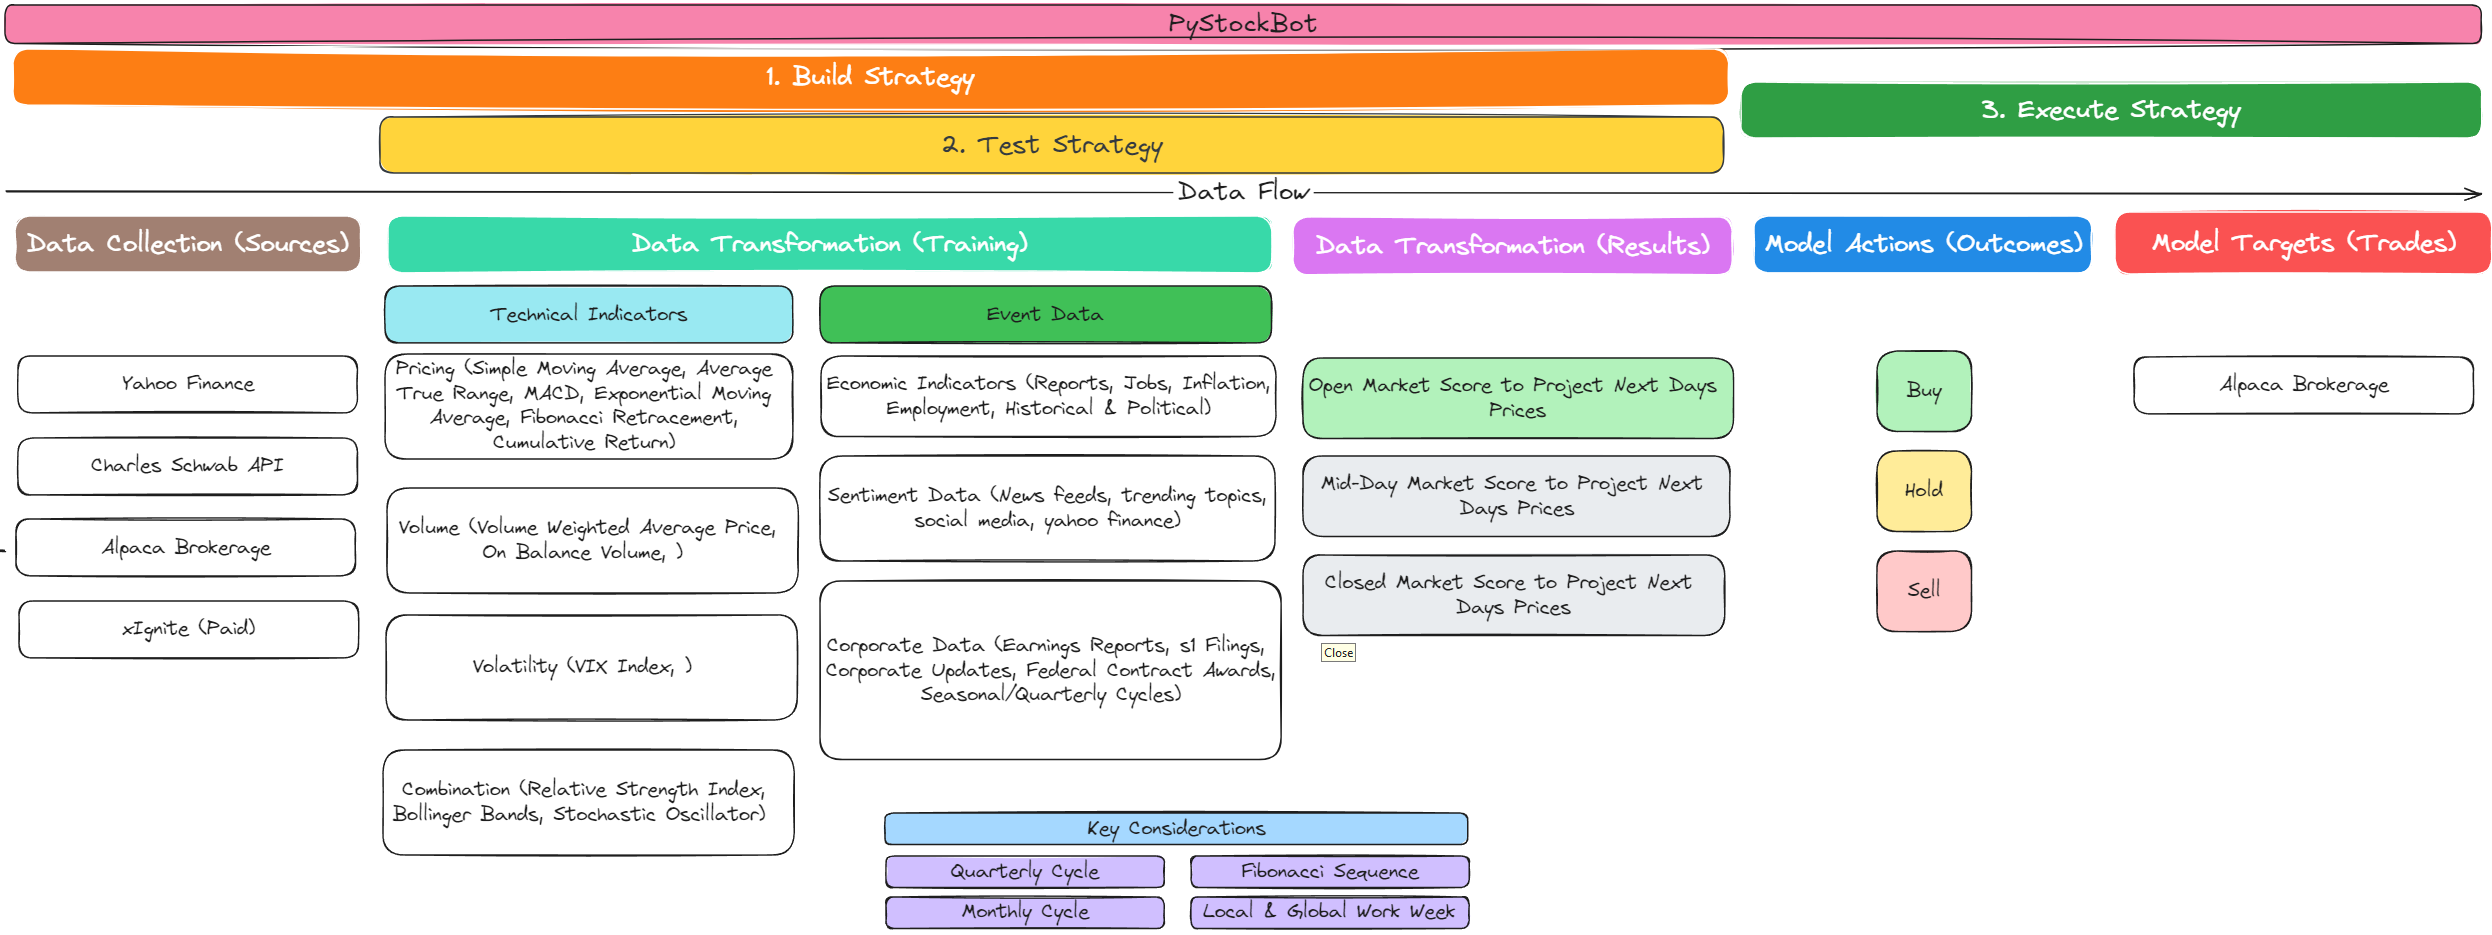 PyStockBot
1. Build Strategy
3. Execute Strategy
2. Test Strategy
Data Flow
Data Collection (Sources)
Data Transformation (Training)
Data Transformation (Results)
Model Actions (Outcomes)
Model Targets (Trades)
Technical Indicators
Event Data
Yahoo Finance
Charles Schwab API
Alpaca Brokerage
xIgnite (Paid)
Pricing (Simple Moving Average, Average
True Range, MACD, Exponential Moving
Average, Fibonacci Retracement,
Cumulative Return)
Volume (Volume Weighted Average Price,
On Balance Volume, )
Volatility (VIX Index, )
Combination (Relative Strength Index,
Bollinger Bands, Stochastic Oscillator)
Economic Indicators (Reports, Jobs, Inflation,
Employment, Historical & Political)
Sentiment Data (News feeds, trending topics,
social media, yahoo finance)
Corporate Data (Earnings Reports, s1 Filings,
Corporate Updates, Federal Contract Awards,
Seasonal/Quarterly Cycles)
Open Market Score to Project Next Days
Prices
Mid-Day Market Score to Project Next
Days Prices
Closed Market Score to Project Next
Days Prices
Close
Buy
Hold
Sell
Alpaca Brokerage
Key Considerations
Quarterly Cycle
Fibonacci Sequence
Monthly Cycle
Local & Global Work Week